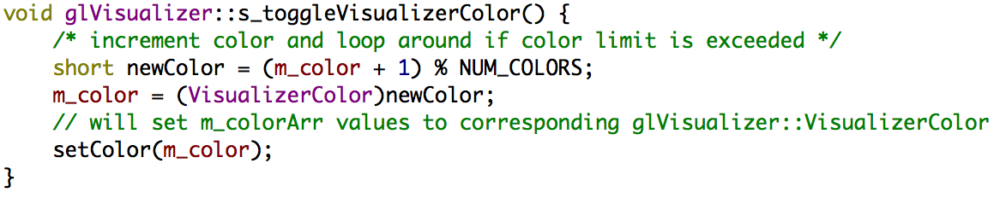 void glVisualizer::s_toggleVisualizerColor() {
    /* increment color and loop around if color limit is exceeded */
    short newColor = (m_color + 1) % NUM_COLORS;
    m_color = (VisualizerColor)newColor;
    // will set m_colorArr values to corresponding glVisualizer::VisualizerColor
    setColor(m_color);
}